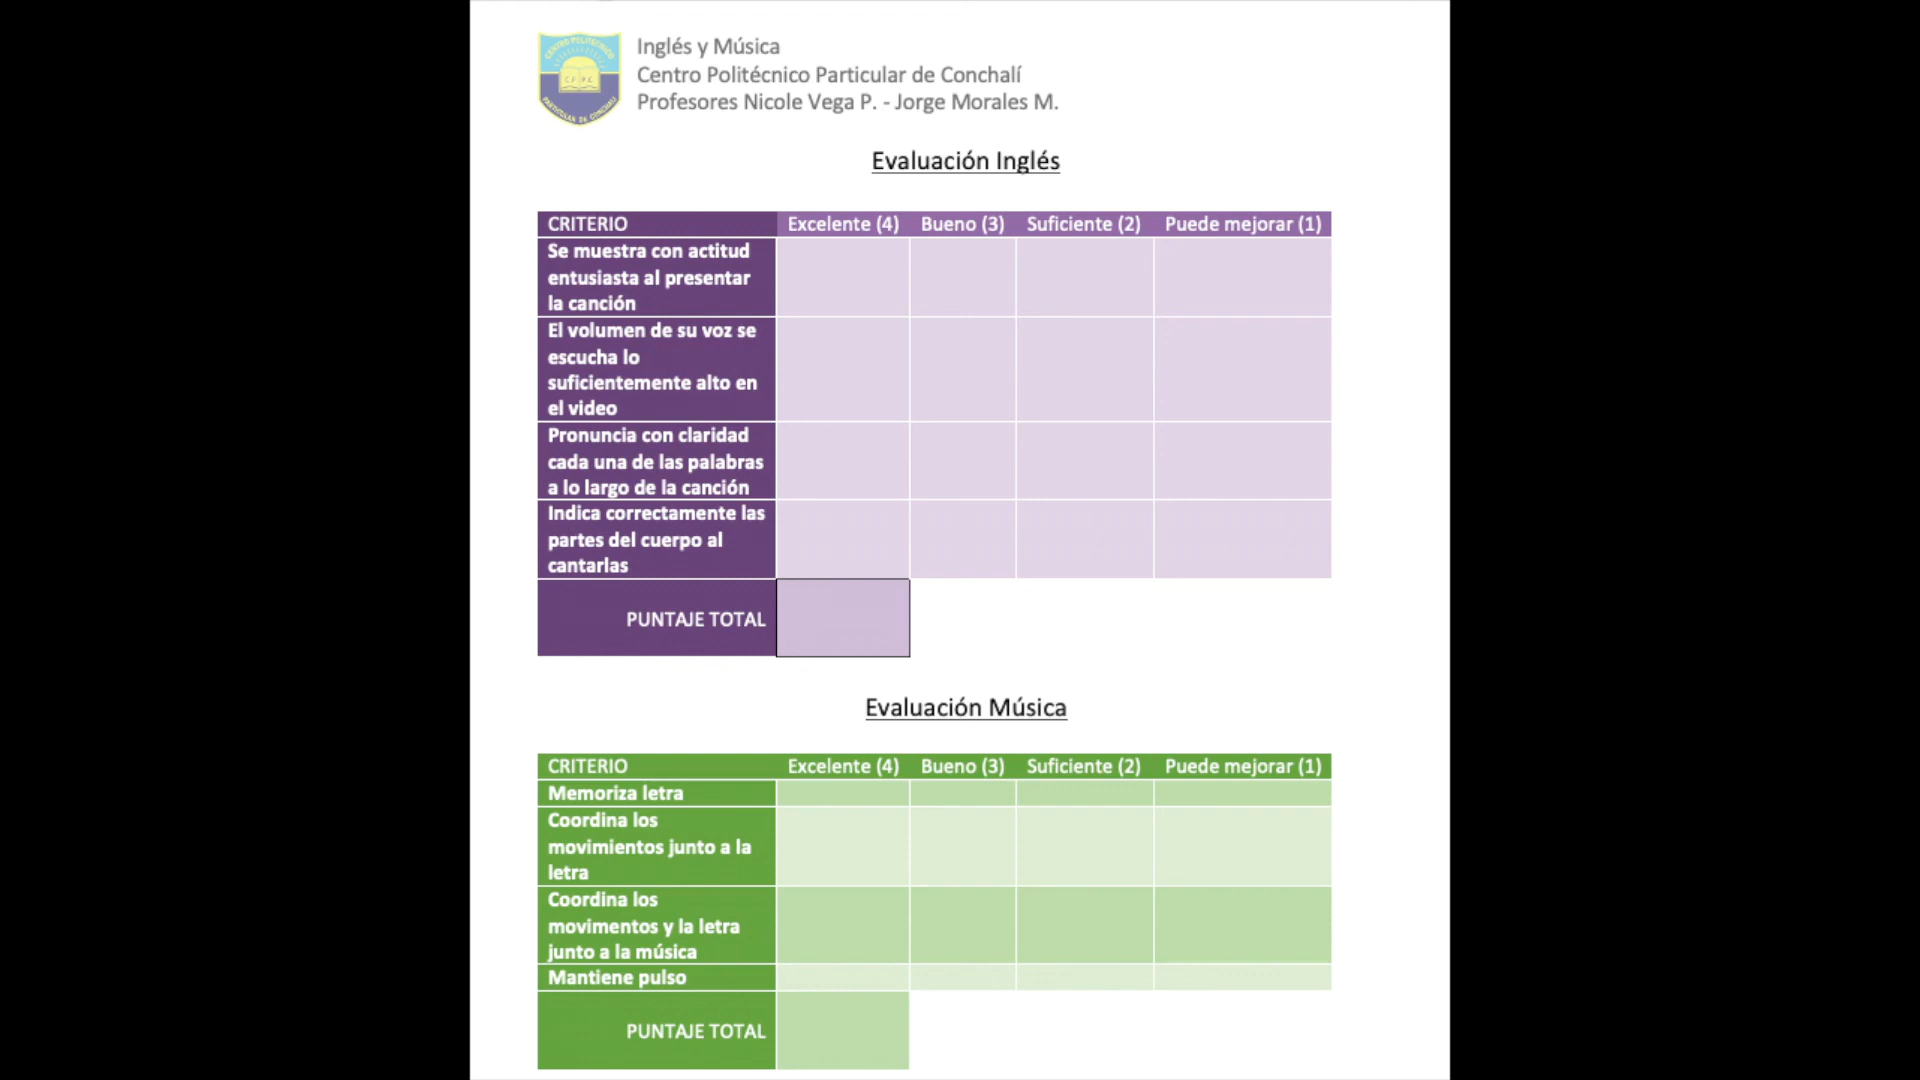 CENTRO POLITECNICO
C.P. P.C.
PARTICULAR DE CONCHALI
Inglés y Música
Centro Politécnico Particular de Conchalí
Profesores Nicole Vega P. - Jorge Morales M.
Evaluación Inglés
CRITERIO Excelente (4) Bueno (3) Suficiente (2) Puede mejorar (1)
Se muestra con actitud
entusiasta al presentar
la canción
El volumen de su voz se
escucha lo
suficientemente alto en
el video
Pronuncia con claridad
cada una de las palabras
a lo largo de la canción
Indica correctamente las
partes del cuerpo al
cantarlas
PUNTAJE TOTAL
Evaluación Música
CRITERIO Excelente (4) Bueno (3) Suficiente (2) Puede mejorar (1)
Memoriza letra
Coordina los
movimientos junto a la
letra
Coordina los
movimentos y la letra
junto a la música
Mantiene pulso
PUNTAJE TOTAL